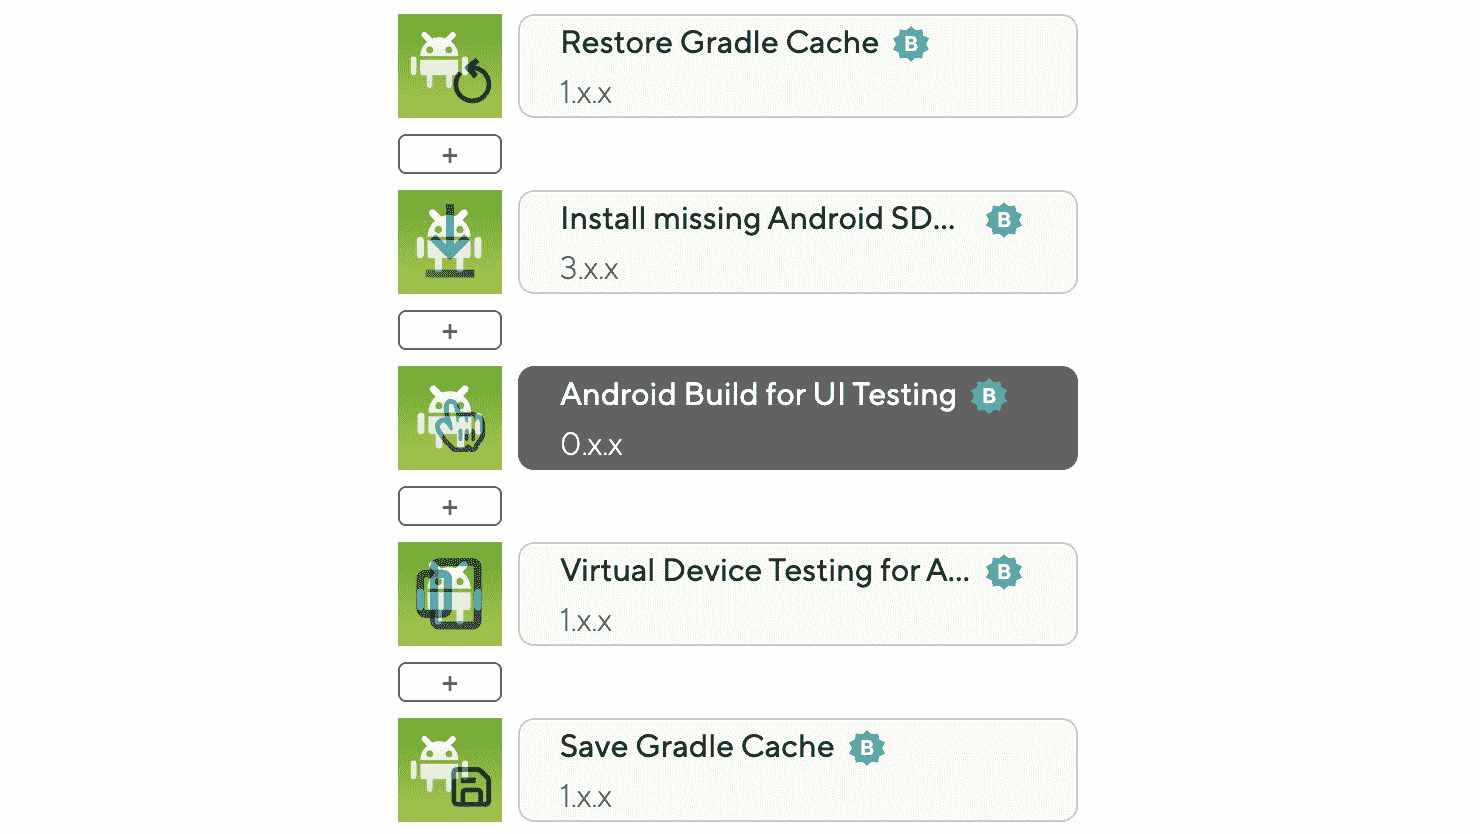 Restore Gradle Cache B
1.x.x
+
Install missing Android SD... B
3.x.x
+
Android Build for UI Testing B
0.x.x
+
Virtual Device Testing for A... B
1.x.x
+
Save Gradle Cache B
1.x.x